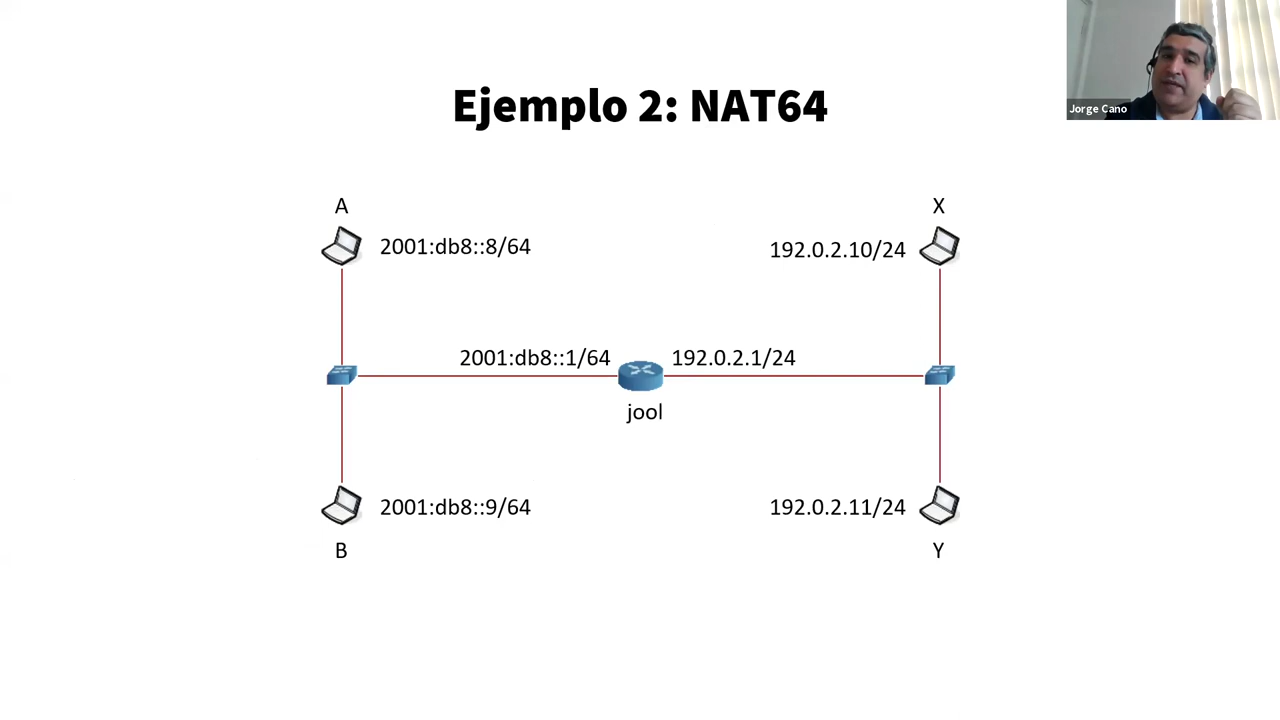 Jorge Cano
Ejemplo 2: NAT64
A
X
2001:db8::8/64
192.0.2.10/24
2001:db8::1/64
192.0.2.1/24
jool
2001:db8::9/64
192.0.2.11/24
B
Y